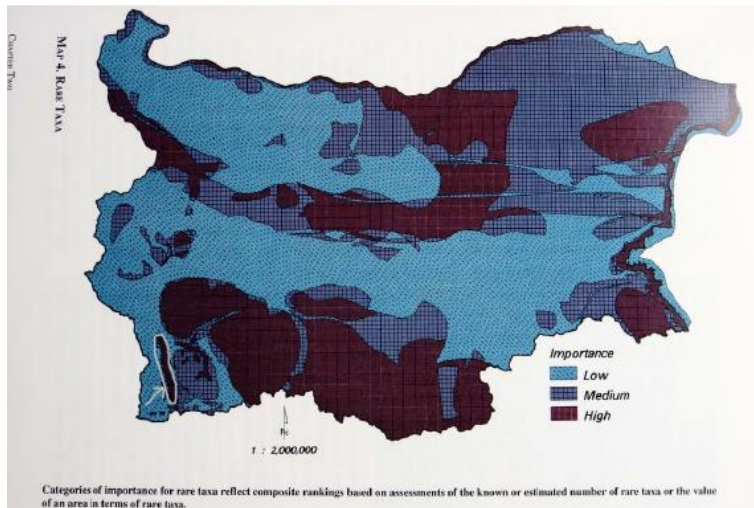 CHAPTER TWO
MAP 4. RARE TAXA
Importance
Low
Medium
High
1 : 2,000,000
Categories of importance for rare taxa reflect composite rankings based on assessments of the known or estimated number of rare taxa or the value
of an area in terms of rare taxa.